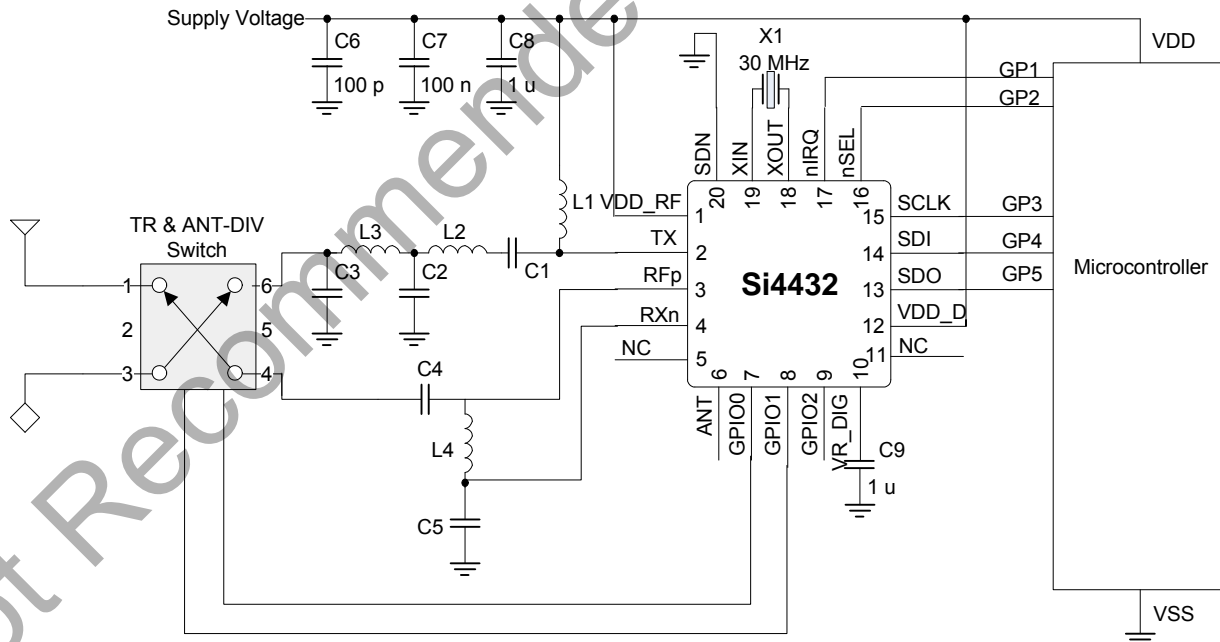 Supply Voltage
C6
100 p
C7
100 n
C8
1 u
X1
30 MHz
VDD
GP1
GP2
SDN
XIN
XOUT
nIRQ
nSEL
20
19
18
17
16
L1
VDD_RF
1
15
SCLK
GP3
TR & ANT-DIV
Switch
L3
L2
TX
2
14
SDI
GP4
C3
C2
C1
RFp
3
Si4432
13
SDO
GP5
Microcontroller
1
6
2
5
3
4
RXn
4
12
VDD_D
NC
5
11
NC
C4
6
7
8
9
10
ANT
GPIO0
GPIO1
GPIO2
VR_DIG
L4
C9
1 u
C5
VSS
ot Recommende